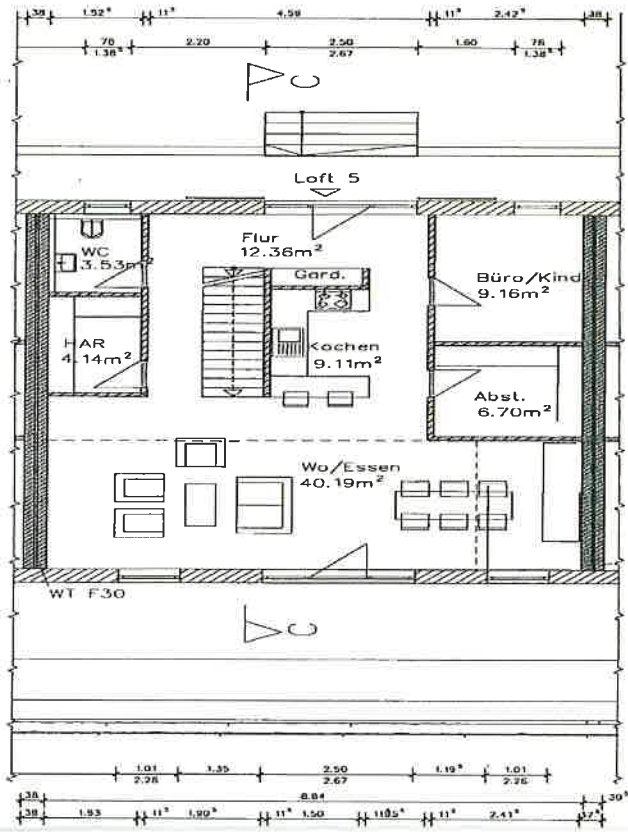 38 1.52⁵ 11⁵ 4.59 11⁵ 2.42⁵ 38
76 2.20 2.50 1.60 76
1.38⁵ 2.67 1.38⁵
C
Loft 5
Flur
12.36m²
WC
3.53m²
Gard.
Büro/Kind
9.16m²
HAR
4.14m²
Kochen
9.11m²
Abst.
6.70m²
Wo/Essen
40.19m²
WT F30
C
1.01 1.35 2.50 1.19⁵ 1.01
2.26 2.67 2.26
38 8.84 30⁵
38 1.93 11⁵ 1.90⁵ 11⁵ 1.50 11⁵ 2.41⁵ 37⁵